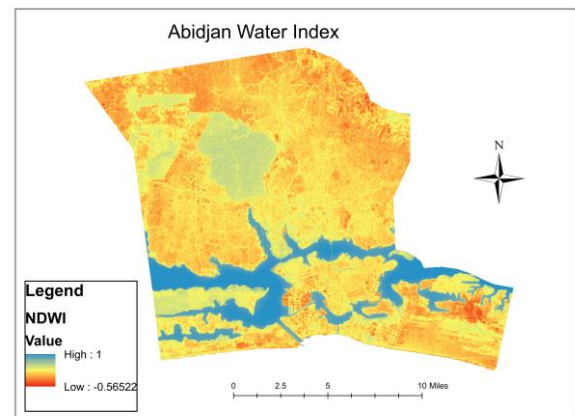 Abidjan Water Index
N
Legend
NDWI
Value
High : 1
Low : -0.56522
0 2.5 5 10 Miles